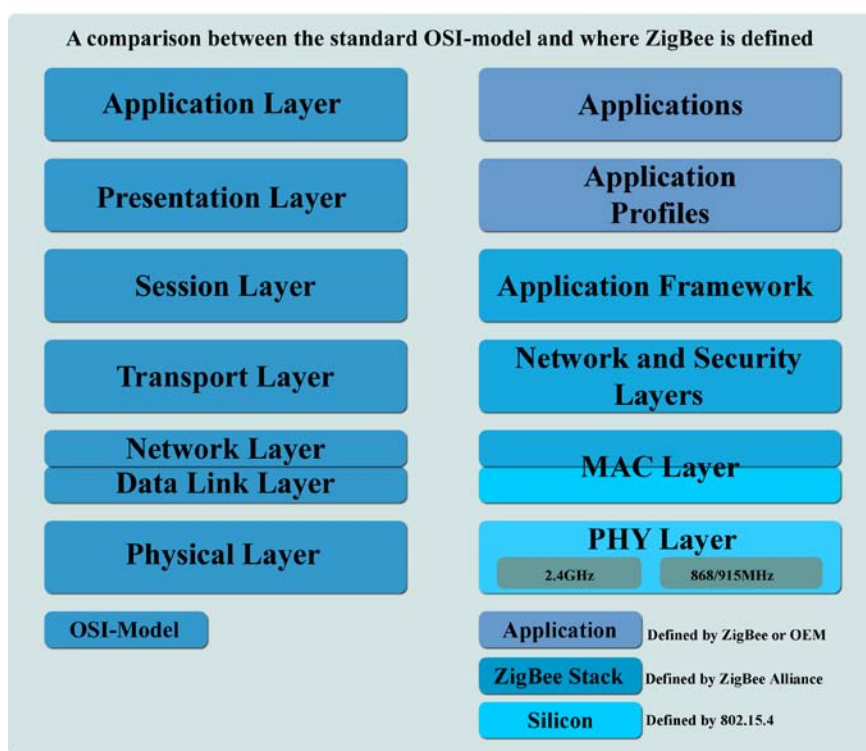 A comparison between the standard OSI-model and where ZigBee is defined
Application Layer
Applications
Presentation Layer
Application
Profiles
Session Layer
Application Framework
Transport Layer
Network and Security
Layers
Network Layer
Data Link Layer
MAC Layer
Physical Layer
PHY Layer
2.4GHz
868/915MHz
OSI-Model
Application
Defined by ZigBee or OEM
ZigBee Stack
Defined by ZigBee Alliance
Silicon
Defined by 802.15.4